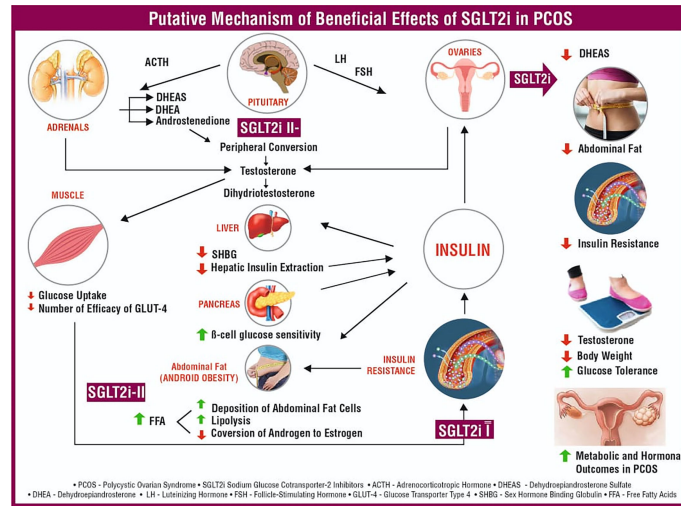 Putative Mechanism of Beneficial Effects of SGLT2i in PCOS
ACTH
LH
FSH
ADRENALS
DHEAS
DHEA
Androstenedione
PITUITARY
SGLT2i II-
Peripheral Conversion
Testosterone
Dihydriotestosterone
OVARIES
SGLT2i
DHEAS
Abdominal Fat
Insulin Resistance
Testosterone
Body Weight
Glucose Tolerance
Metabolic and Hormonal
Outcomes in PCOS
MUSCLE
Glucose Uptake
Number of Efficacy of GLUT-4
LIVER
SHBG
Hepatic Insulin Extraction
PANCREAS
ß-cell glucose sensitivity
INSULIN
Abdominal Fat
(ANDROID OBESITY)
INSULIN
RESISTANCE
SGLT2i-II
FFA
Deposition of Abdominal Fat Cells
Lipolysis
Coversion of Androgen to Estrogen
SGLT2i I
• PCOS - Polycystic Ovarian Syndrome • SGLT2i Sodium Glucose Cotransporter-2 Inhibitors • ACTH - Adrenocorticotropic Hormone • DHEAS - Dehydroepiandrosterone Sulfate
• DHEA - Dehydroepiandrosterone • LH - Luteinizing Hormone • FSH - Follicle-Stimulating Hormone • GLUT-4 - Glucose Transporter Type 4 • SHBG - Sex Hormone Binding Globulin • FFA - Free Fatty Acids